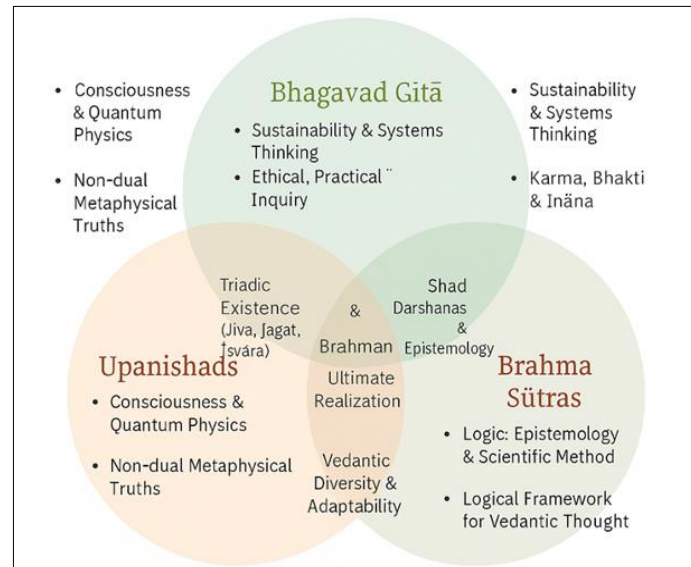 • Consciousness
& Quantum
Physics
• Non-dual
Metaphysical
Truths
Bhagavad Gitā
• Sustainability & Systems
Thinking
• Ethical, Practical ¨
Inquiry
• Sustainability
& Systems
Thinking
• Karma, Bhakti
& Inäna
Triadic
Existence
(Jiva, ʃagat,
†svára)
&
Brahman
Ultimate
Realization
Shad
Darshanas
&
Epistemology
Upanishads
• Consciousness &
Quantum Physics
• Non-dual Metaphysical
Truths
Vedantic
Diversity &
Adaptability
Brahma
Sütras
• Logic: Epistemology
& Scientific Method
• Logical Framework
for Vedantic Thought